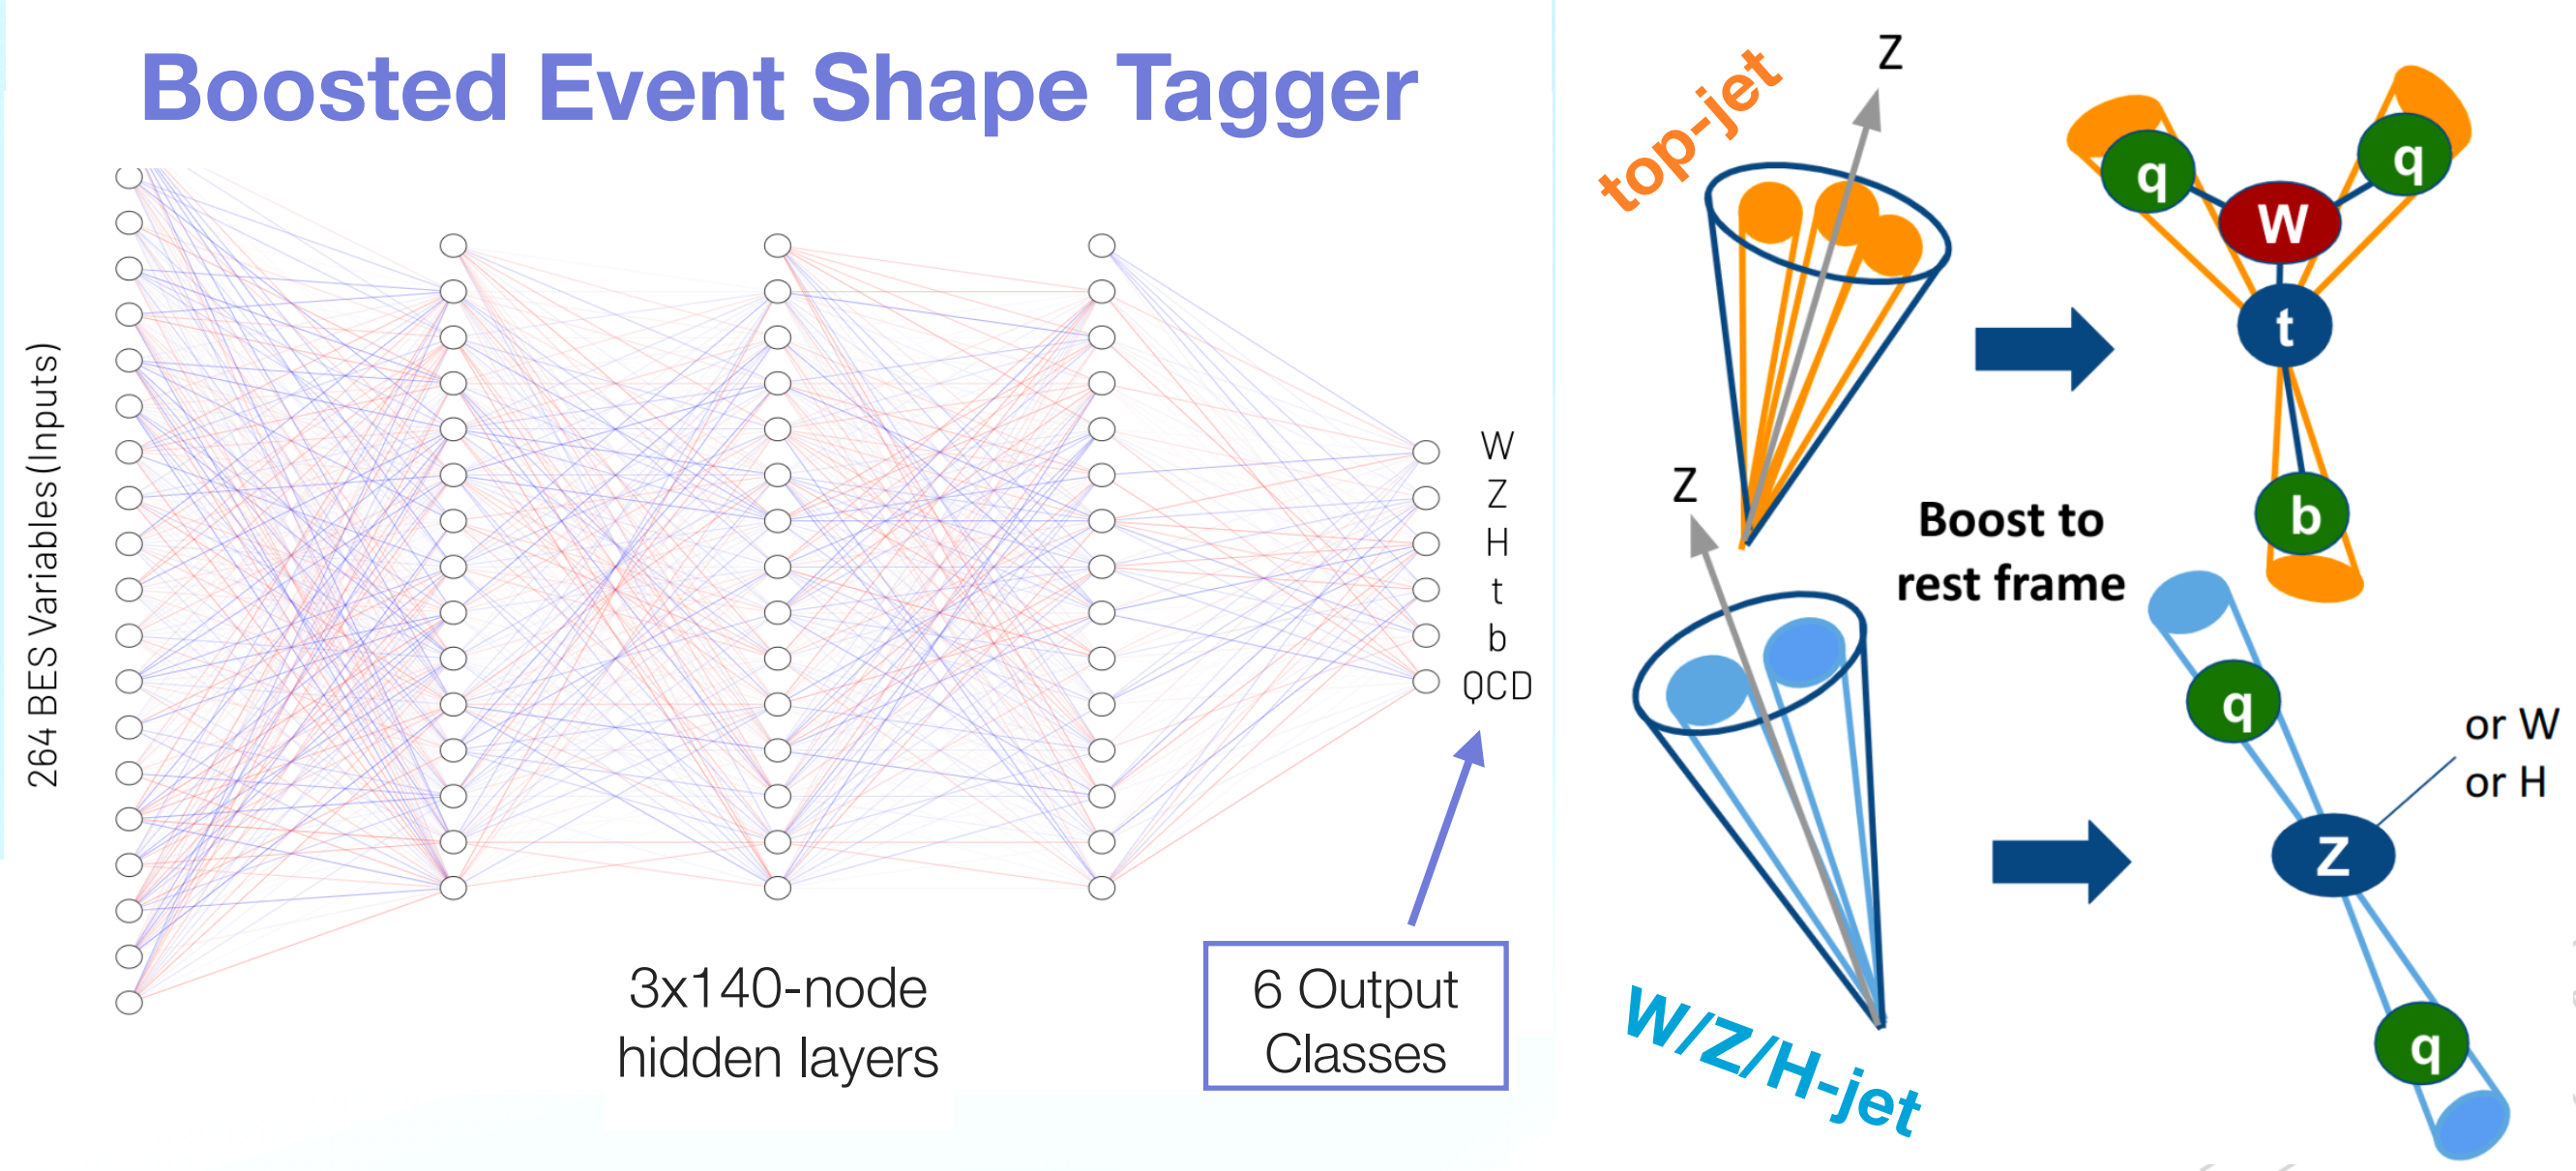 Boosted Event Shape Tagger
264 BES Variables (Inputs)
W
Z
H
t
b
QCD
3x140-node
hidden layers
6 Output
Classes
top-jet
Z
q
q
W
t
b
Boost to
rest frame
Z
W/Z/H-jet
q
Z
or W
or H
q